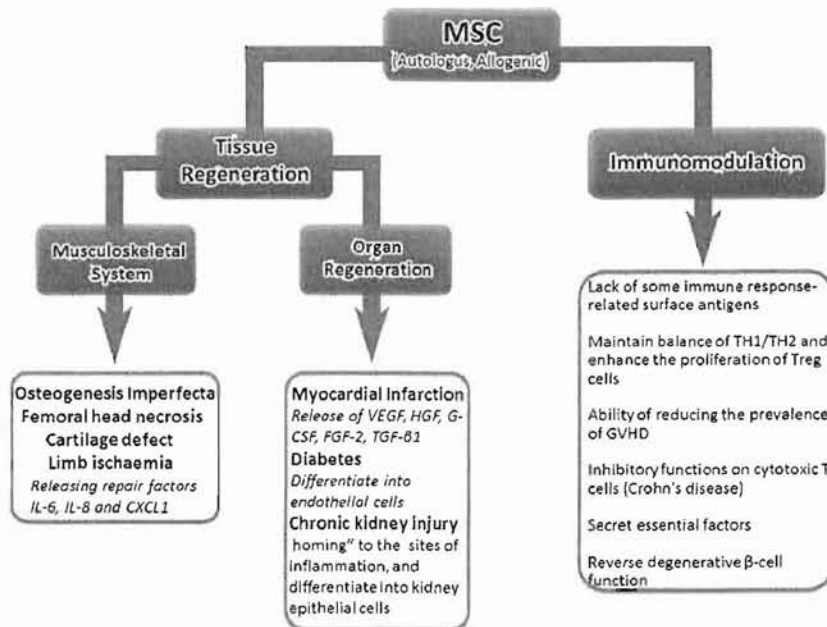 MSC
(Autologus, Allogenic)
Tissue
Regeneration
Immunomodulation
Musculoskeletal
System
Organ
Regeneration
Osteogenesis Imperfecta
Femoral head necrosis
Cartilage defect
Limb ischaemia
Releasing repair factors
IL-6, IL-8 and CXCL1
Myocardial Infarction
Release of VEGF, HGF, G-
CSF, FGF-2, TGF-ß1
Diabetes
Differentiate into
endothelial cells
Chronic kidney injury
"homing" to the sites of
inflammation, and
differentiate into kidney
epithelial cells
Lack of some immune response-
related surface antigens
Maintain balance of TH1/TH2 and
enhance the proliferation of Treg
cells
Ability of reducing the prevalence
of GVHD
Inhibitory functions on cytotoxic T
cells (Crohn's disease)
Secret essential factors
Reverse degenerative β-cell
function